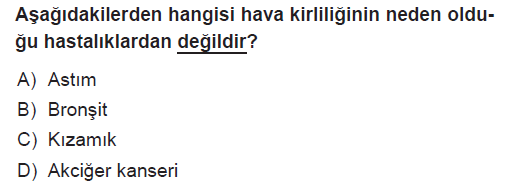 Aşağıdakilerden hangisi hava kirliliğinin neden oldu-
ğu hastalıklardan değildir?
A) Astım
B) Bronşit
C) Kızamık
D) Akciğer kanseri